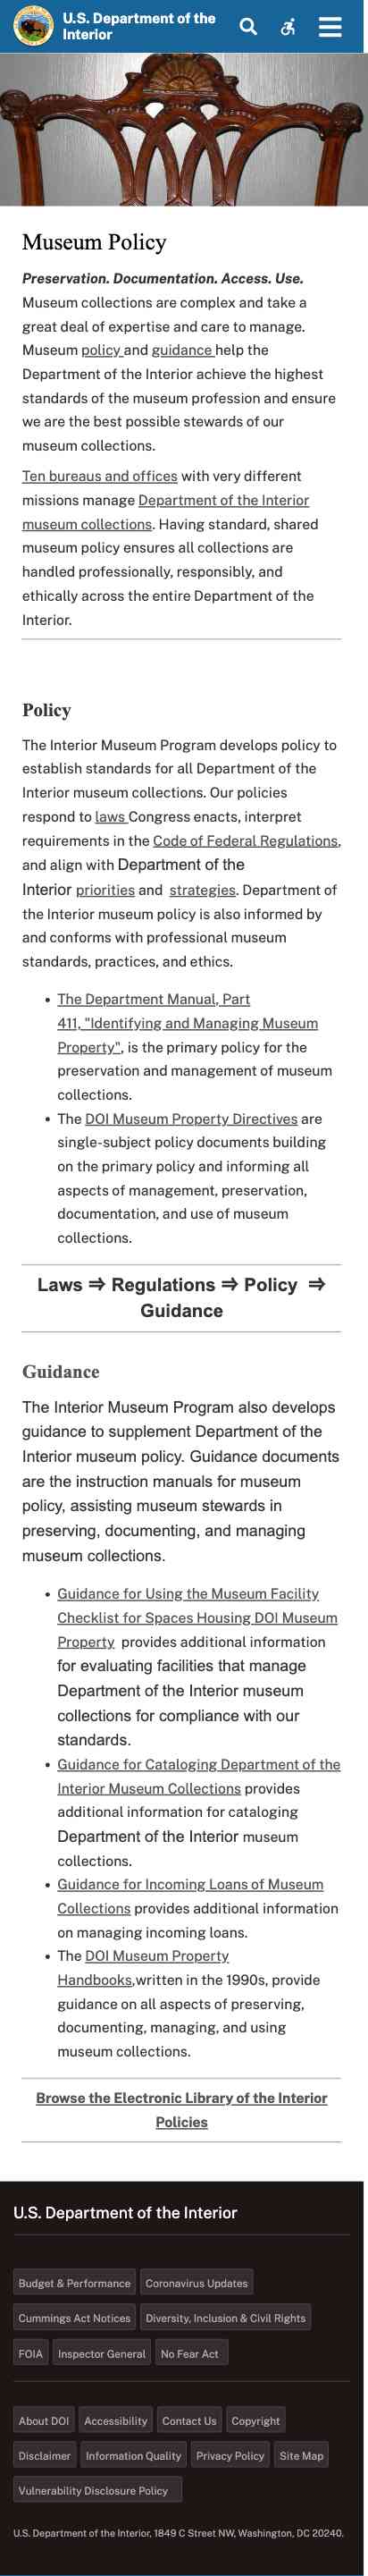 U.S. Department of the
Interior
Museum Policy
Preservation. Documentation. Access. Use.
Museum collections are complex and take a
great deal of expertise and care to manage.
Museum policy and guidance help the
Department of the Interior achieve the highest
standards of the museum profession and ensure
we are the best possible stewards of our
museum collections.
Ten bureaus and offices with very different
missions manage Department of the Interior
museum collections. Having standard, shared
museum policy ensures all collections are
handled professionally, responsibly, and
ethically across the entire Department of the
Interior.
Policy
The Interior Museum Program develops policy to
establish standards for all Department of the
Interior museum collections. Our policies
respond to laws Congress enacts, interpret
requirements in the Code of Federal Regulations,
and align with Department of the
Interior priorities and strategies. Department of
the Interior museum policy is also informed by
and conforms with professional museum
standards, practices, and ethics.
• The Department Manual, Part
411, "Identifying and Managing Museum
Property", is the primary policy for the
preservation and management of museum
collections.
• The DOI Museum Property Directives are
single-subject policy documents building
on the primary policy and informing all
aspects of management, preservation,
documentation, and use of museum
collections.
Laws ⇒ Regulations ⇒ Policy ⇒
Guidance
Guidance
The Interior Museum Program also develops
guidance to supplement Department of the
Interior museum policy. Guidance documents
are the instruction manuals for museum
policy, assisting museum stewards in
preserving, documenting, and managing
museum collections.
• Guidance for Using the Museum Facility
Checklist for Spaces Housing DOI Museum
Property provides additional information
for evaluating facilities that manage
Department of the Interior museum
collections for compliance with our
standards.
• Guidance for Cataloging Department of the
Interior Museum Collections provides
additional information for cataloging
Department of the Interior museum
collections.
• Guidance for Incoming Loans of Museum
Collections provides additional information
on managing incoming loans.
• The DOI Museum Property
Handbooks,written in the 1990s, provide
guidance on all aspects of preserving,
documenting, managing, and using
museum collections.
Browse the Electronic Library of the Interior
Policies
U.S. Department of the Interior
Budget & Performance Coronavirus Updates
Cummings Act Notices Diversity, Inclusion & Civil Rights
FOIA Inspector General No Fear Act
About DOI Accessibility Contact Us Copyright
Disclaimer Information Quality Privacy Policy Site Map
Vulnerability Disclosure Policy
U.S. Department of the Interior, 1849 C Street NW, Washington, DC 20240.